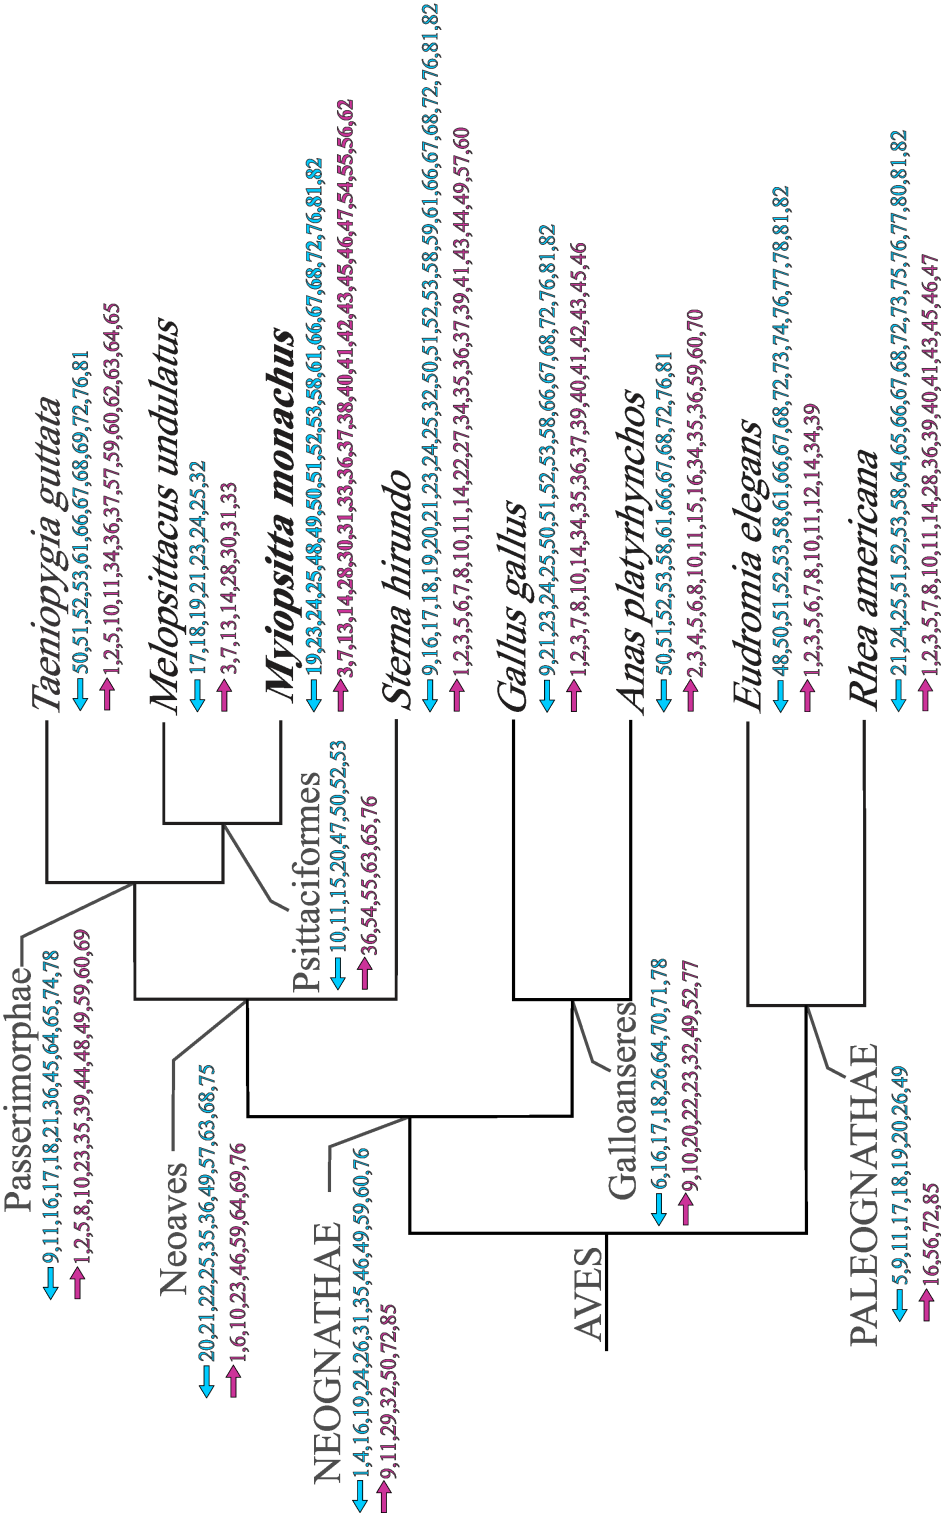 Taeniopygia guttata
50,51,52,53,61,66,67,68,69,72,76,81
1,2,5,10,11,34,36,37,57,59,60,62,63,64,65
Melopsittacus undulatus
17,18,19,21,23,24,25,32
3,7,13,14,28,30,31,33
Myiopsitta monachus
19,23,24,25,48,49,50,51,52,53,58,61,66,67,68,72,76,81,82
3,7,13,14,28,30,31,33,36,37,38,40,41,42,43,45,46,47,54,55,56,62
Sterna hirundo
9,16,17,18,19,20,21,23,24,25,32,50,51,52,53,58,59,61,66,67,68,72,76,81,82
1,2,3,5,6,7,8,10,11,14,22,27,34,35,36,37,39,41,43,44,49,57,60
Gallus gallus
9,21,23,24,25,50,51,52,53,58,66,67,68,72,76,81,82
1,2,3,7,8,10,14,34,35,36,37,39,40,41,42,43,45,46
Anas platyrhynchos
50,51,52,53,58,61,66,67,68,72,76,81
2,3,4,5,6,8,10,11,15,16,34,35,36,59,60,70
Eudromia elegans
48,50,51,52,53,58,61,66,67,68,72,73,74,76,77,78,81,82
1,2,3,5,6,7,8,10,11,12,14,34,39
Rhea americana
21,24,25,51,52,53,58,64,65,66,67,68,72,73,75,76,77,80,81,82
1,2,3,5,7,8,10,11,14,28,36,39,40,41,43,45,46,47
Passerimorphae
9,11,16,17,18,21,36,45,64,65,74,78
1,2,5,8,10,23,35,39,44,48,49,59,60,69
Psittaciformes
10,11,15,20,47,50,52,53
36,54,55,63,65,76
Neoaves
20,21,22,25,35,36,49,57,63,68,75
1,6,10,23,46,59,64,69,76
NEOGNATHAE
1,4,16,19,24,26,31,35,46,49,59,60,76
9,11,29,32,50,72,85
Galloanseres
6,16,17,18,26,64,70,71,78
9,10,20,22,23,32,49,52,77
AVES
PALEOGNATHAE
5,9,11,17,18,19,20,26,49
16,56,72,85